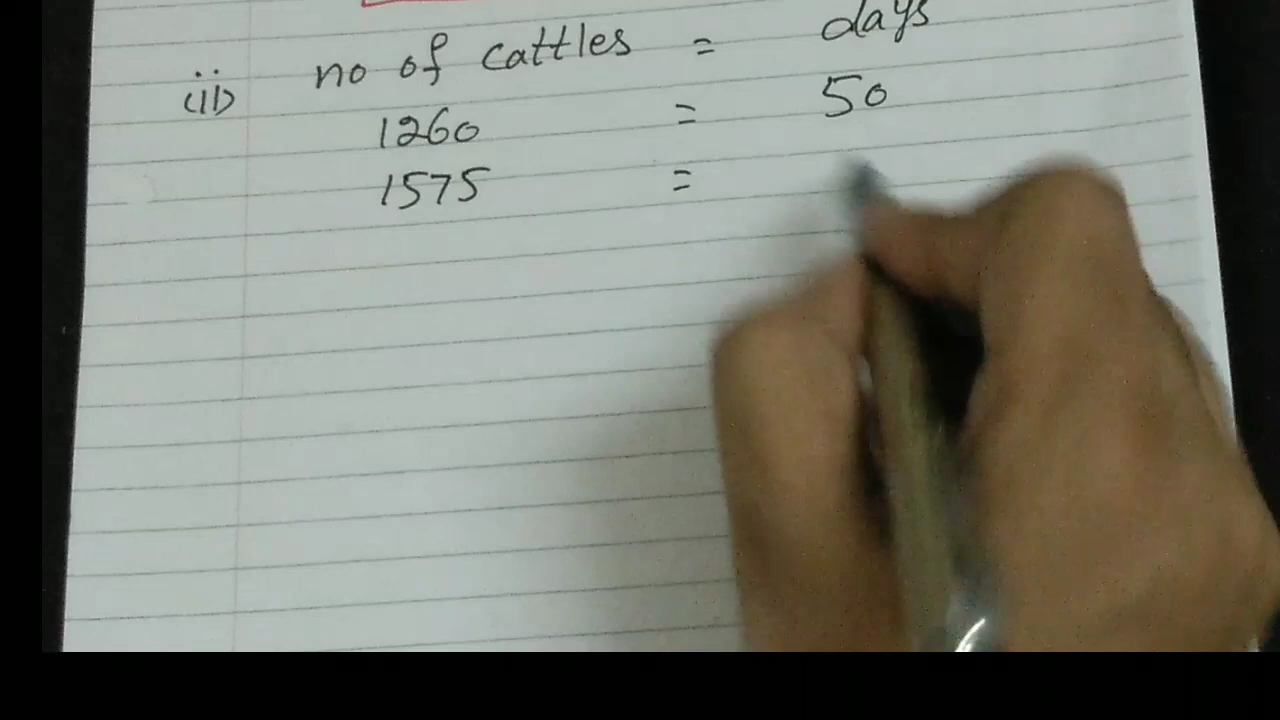 (ii) no of cattles = days
1260 = 50
1575 =